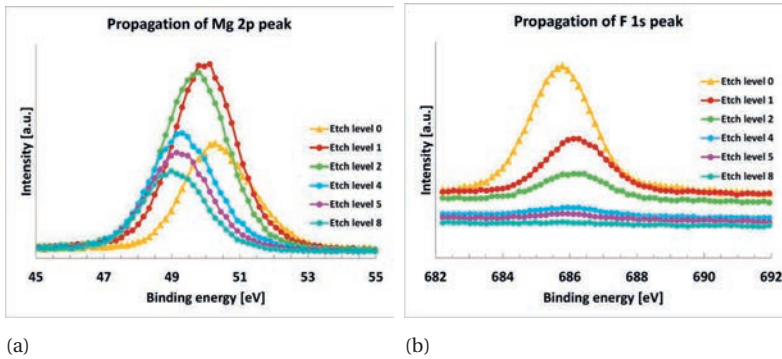 Propagation of Mg 2p peak
Intensity [a.u.]
Etch level 0
Etch level 1
Etch level 2
Etch level 4
Etch level 5
Etch level 8
45 47 49 51 53 55
Binding energy [eV]
(a)
Propagation of F 1s peak
Intensity [a.u.]
Etch level 0
Etch level 1
Etch level 2
Etch level 4
Etch level 5
Etch level 8
682 684 686 688 690 692
Binding energy [eV]
(b)